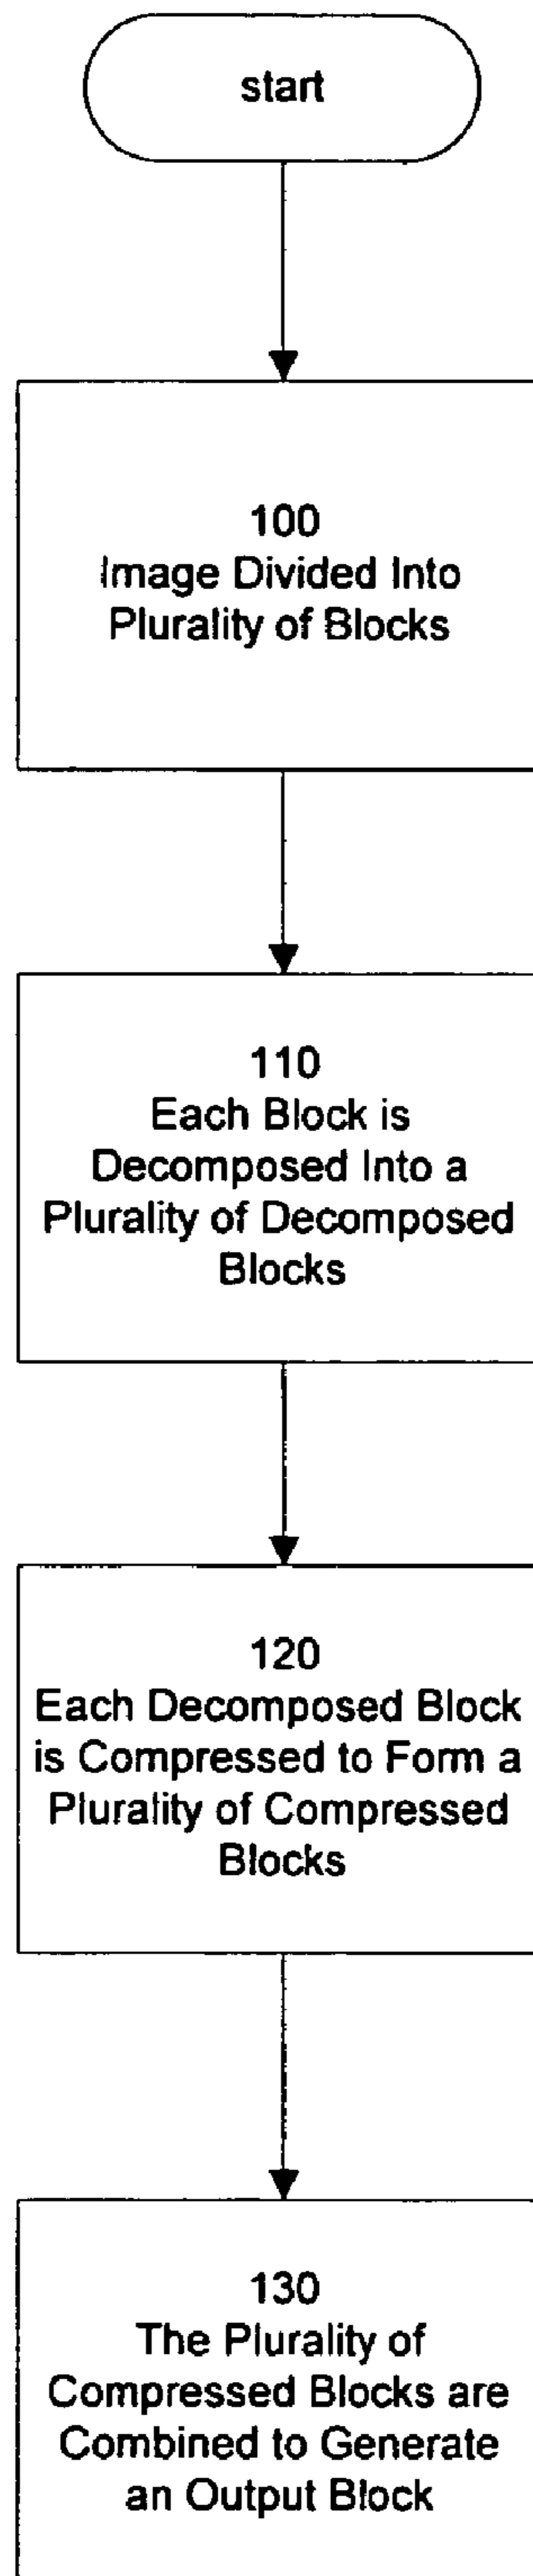 start
100
Image Divided Into
Plurality of Blocks
110
Each Block is
Decomposed Into a
Plurality of Decomposed
Blocks
120
Each Decomposed Block
is Compressed to Form a
Plurality of Compressed
Blocks
130
The Plurality of
Compressed Blocks are
Combined to Generate
an Output Block